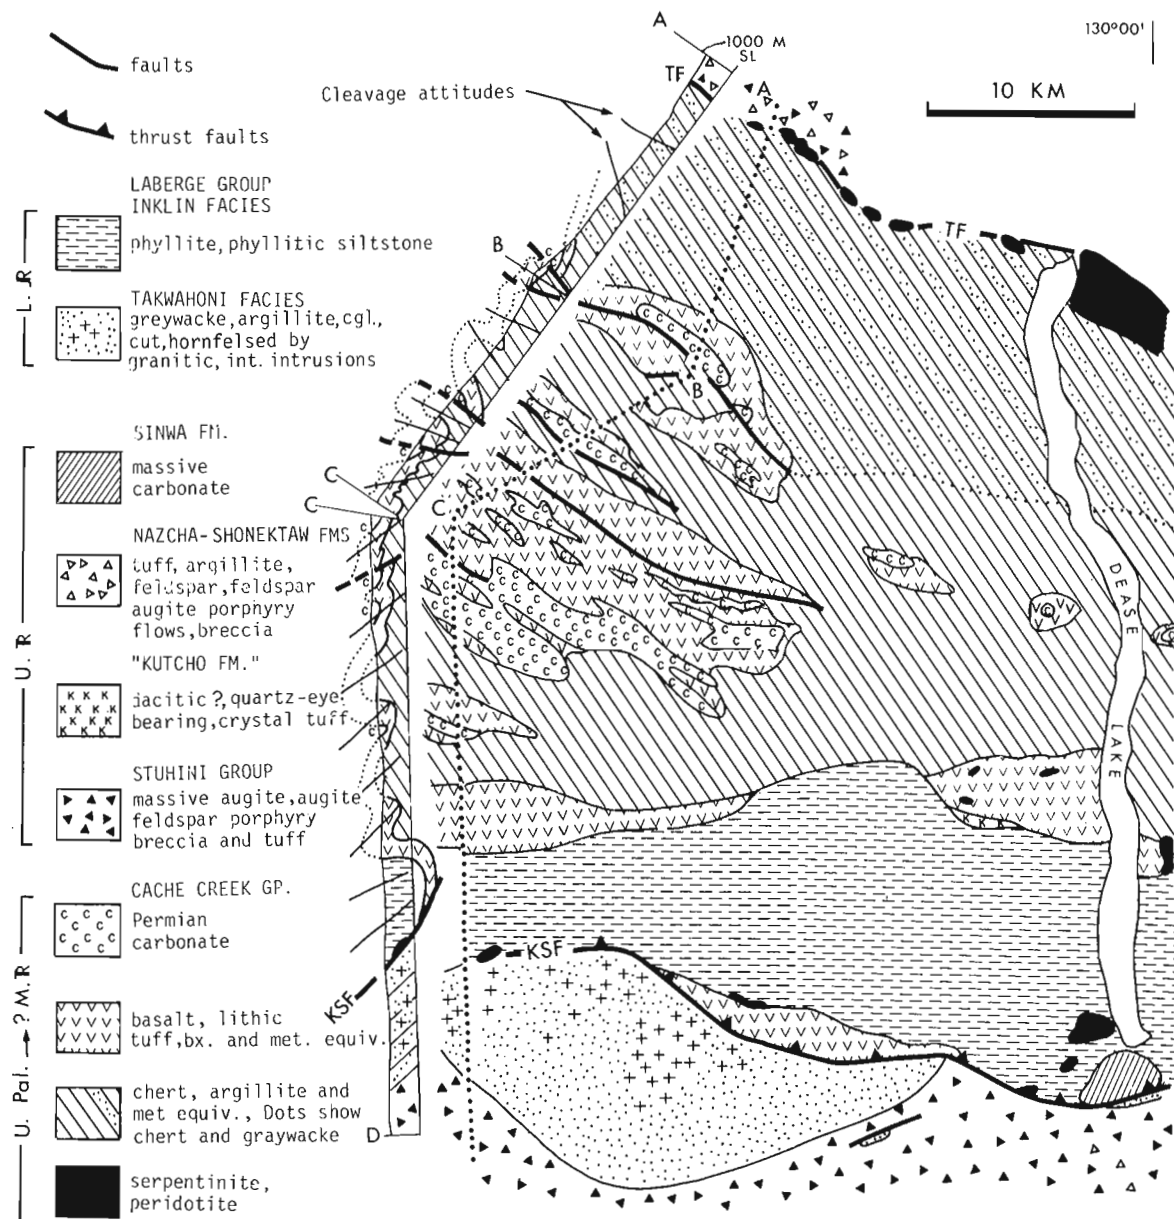 faults
thrust faults
LABERGE GROUP
INKLIN FACIES
phyllite, phyllitic siltstone
L. JR
TAKWAHONI FACIES
greywacke, argillite, cgl.,
cut, hornfelsed by
granitic, int. intrusions
SINWA FM.
massive
carbonate
NAZCHA-SHONEKTAW FMS
tuff, argillite,
feldspar, feldspar
augite porphyry
flows, breccia
U. TR
"KUTCHO FM."
dacitic ?, quartz-eye
bearing, crystal tuff
STUHINI GROUP
massive augite, augite
feldspar porphyry
breccia and tuff
CACHE CREEK GP.
Permian
carbonate
U. Pal. → ? M. TR
basalt, lithic
tuff, bx. and met. equiv.
chert, argillite and
met equiv., Dots show
chert and graywacke
serpentinite,
peridotite
A
1000 M
SL
TF
Cleavage attitudes
B
C
C
KSF
D
130°00'
10 KM
A
TF
B
C
DEASE
LAKE
KSF